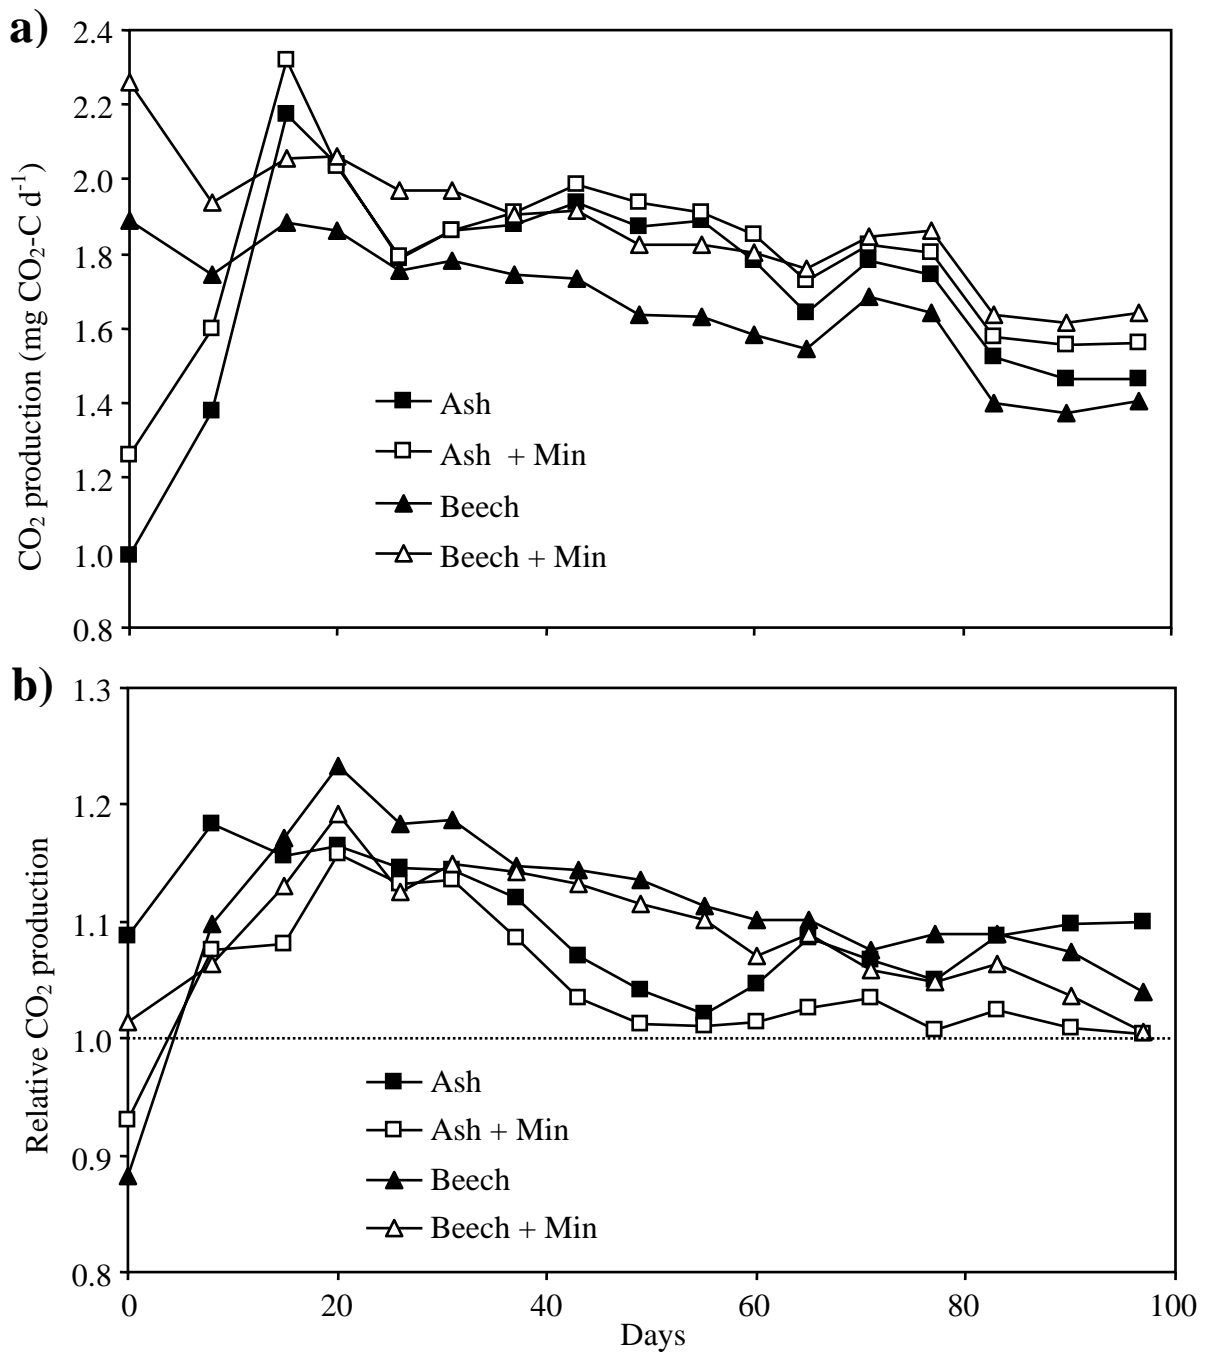 a)
2.4
2.2
2.0
1.8
1.6
1.4
1.2
1.0
0.8
CO₂ production (mg CO₂-C d⁻¹)
Ash
Ash + Min
Beech
Beech + Min
b)
1.3
1.2
1.1
1.0
0.9
0.8
Relative CO₂ production
Ash
Ash + Min
Beech
Beech + Min
0 20 40 60 80 100
Days